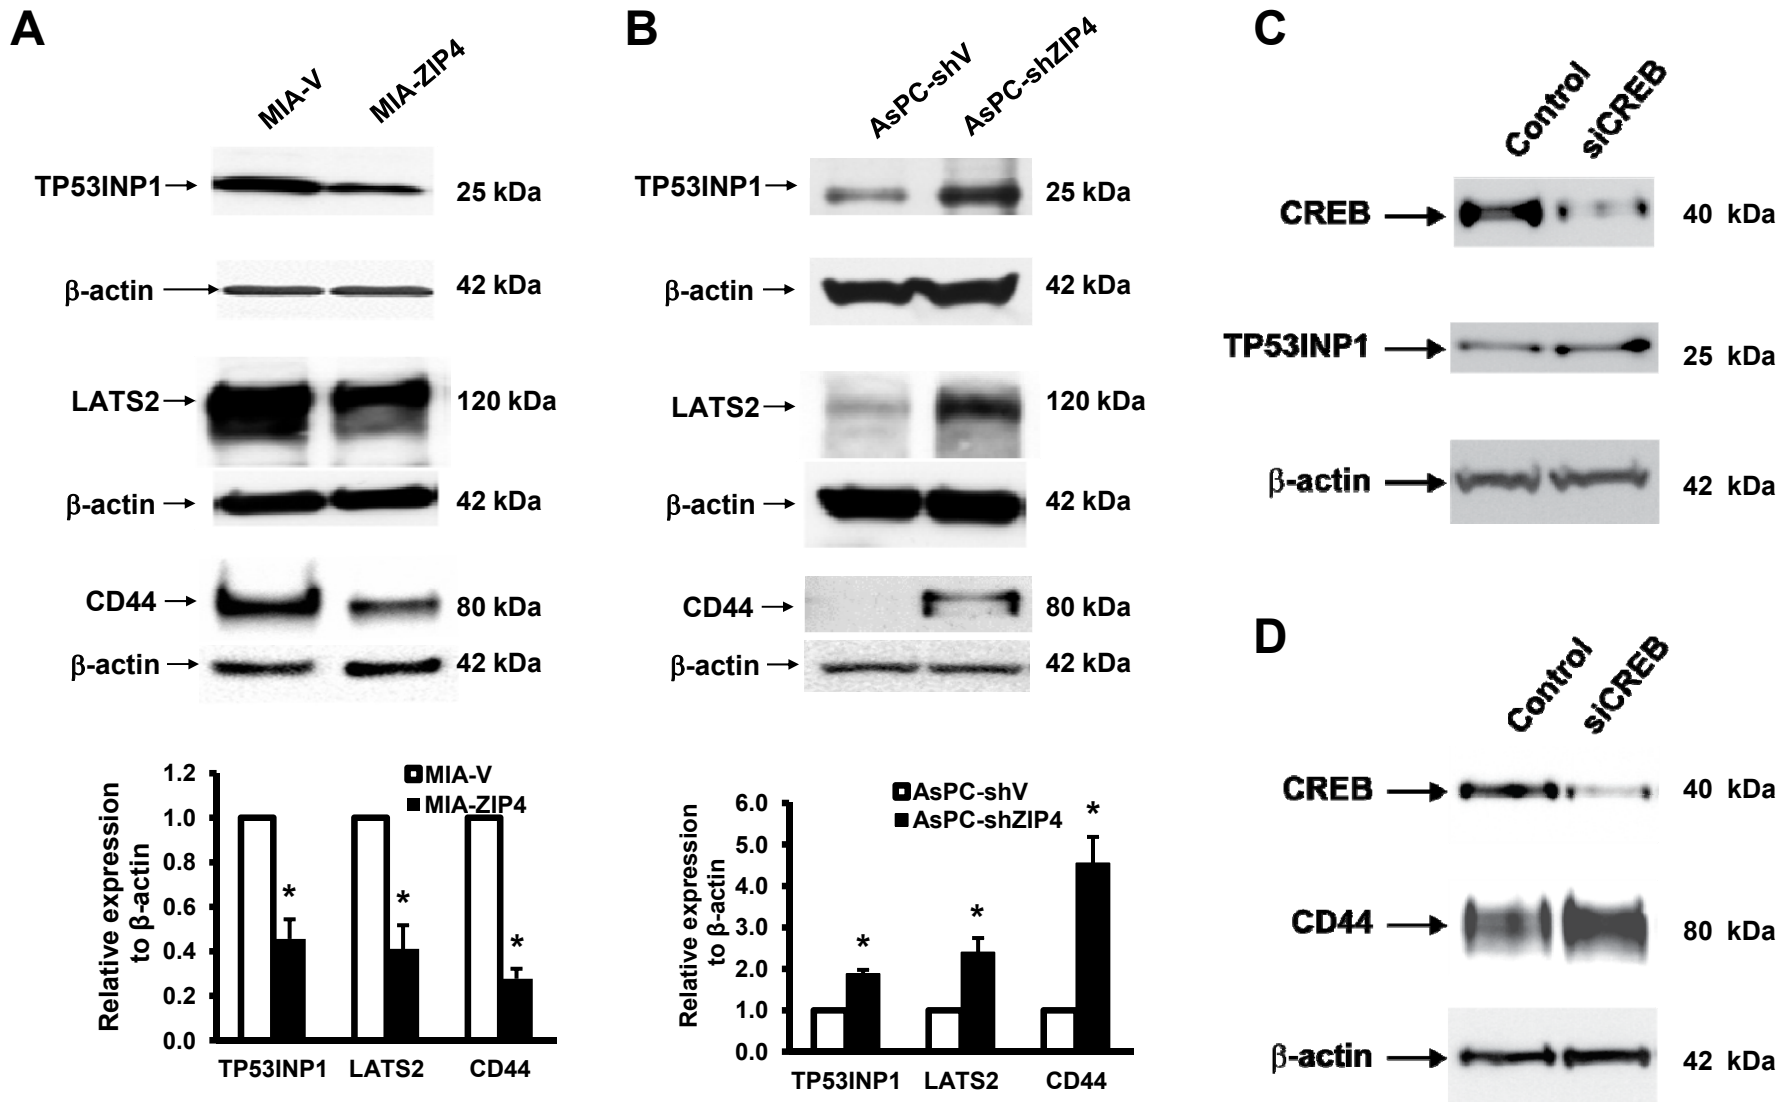 A
MIA-V
MIA-ZIP4
TP53INP1
25 kDa
β-actin
42 kDa
LATS2
120 kDa
β-actin
42 kDa
CD44
80 kDa
β-actin
42 kDa
Relative expression
to β-actin
1.2
1.0
0.8
0.6
0.4
0.2
0.0
MIA-V
MIA-ZIP4
*
*
*
TP53INP1
LATS2
CD44
B
AsPC-shV
AsPC-shZIP4
TP53INP1
25 kDa
β-actin
42 kDa
LATS2
120 kDa
β-actin
42 kDa
CD44
80 kDa
β-actin
42 kDa
Relative expression
to β-actin
6.0
5.0
4.0
3.0
2.0
1.0
0.0
AsPC-shV
AsPC-shZIP4
*
*
*
TP53INP1
LATS2
CD44
C
Control
siCREB
CREB
40 kDa
TP53INP1
25 kDa
β-actin
42 kDa
D
Control
siCREB
CREB
40 kDa
CD44
80 kDa
β-actin
42 kDa